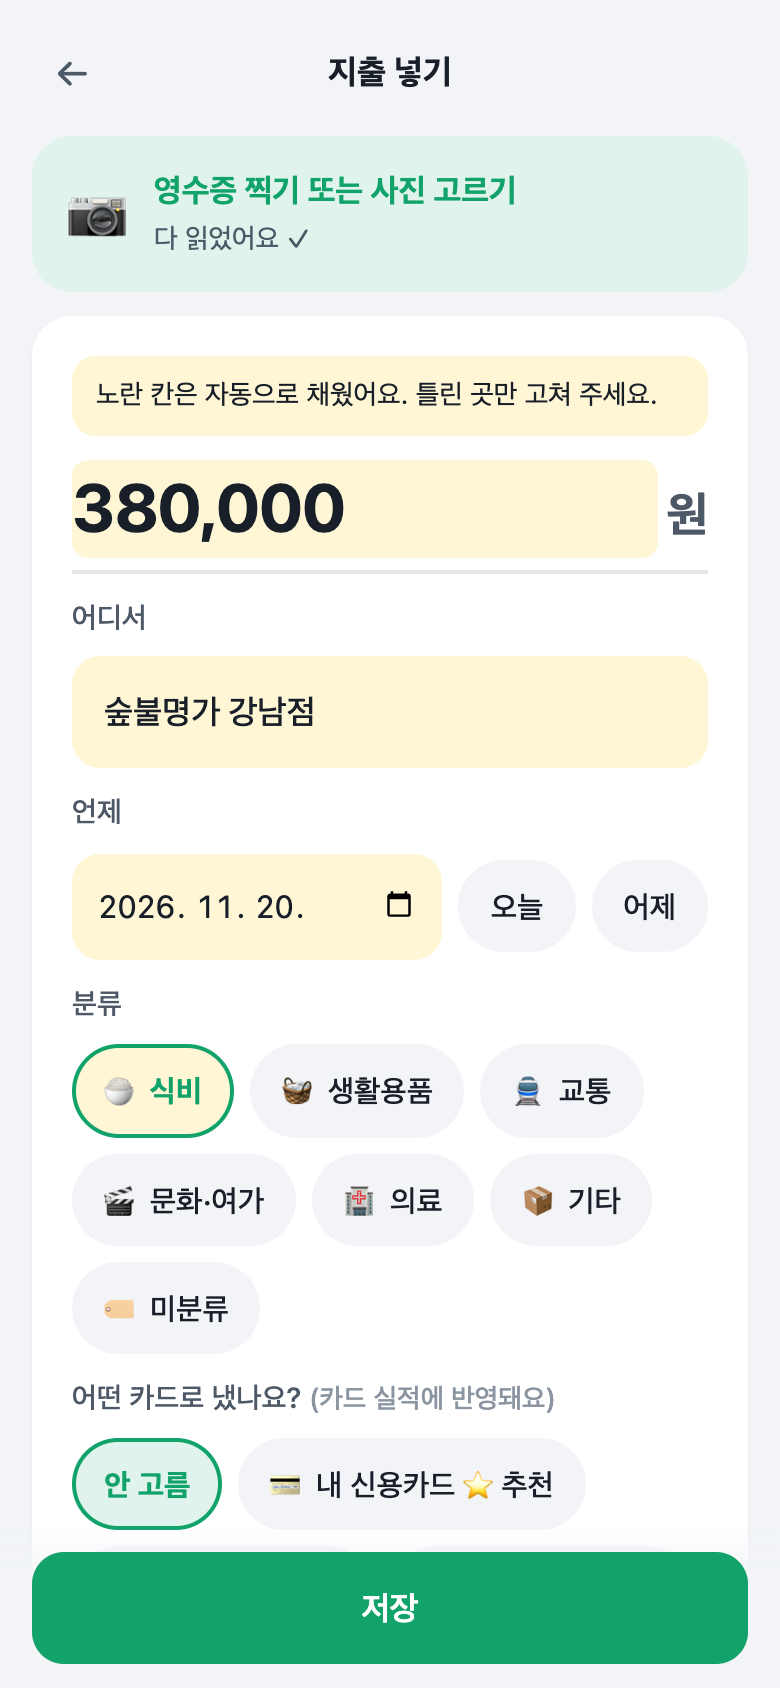 지출 넣기
영수증 찍기 또는 사진 고르기
다 읽었어요 ✓
노란 칸은 자동으로 채웠어요. 틀린 곳만 고쳐 주세요.
380,000 원
어디서
숲불명가 강남점
언제
2026. 11. 20. 오늘 어제
분류
식비 생활용품 교통
문화·여가 의료 기타
미분류
어떤 카드로 냈나요? (카드 실적에 반영돼요)
안 고름 내 신용카드 ⭐ 추천
저장